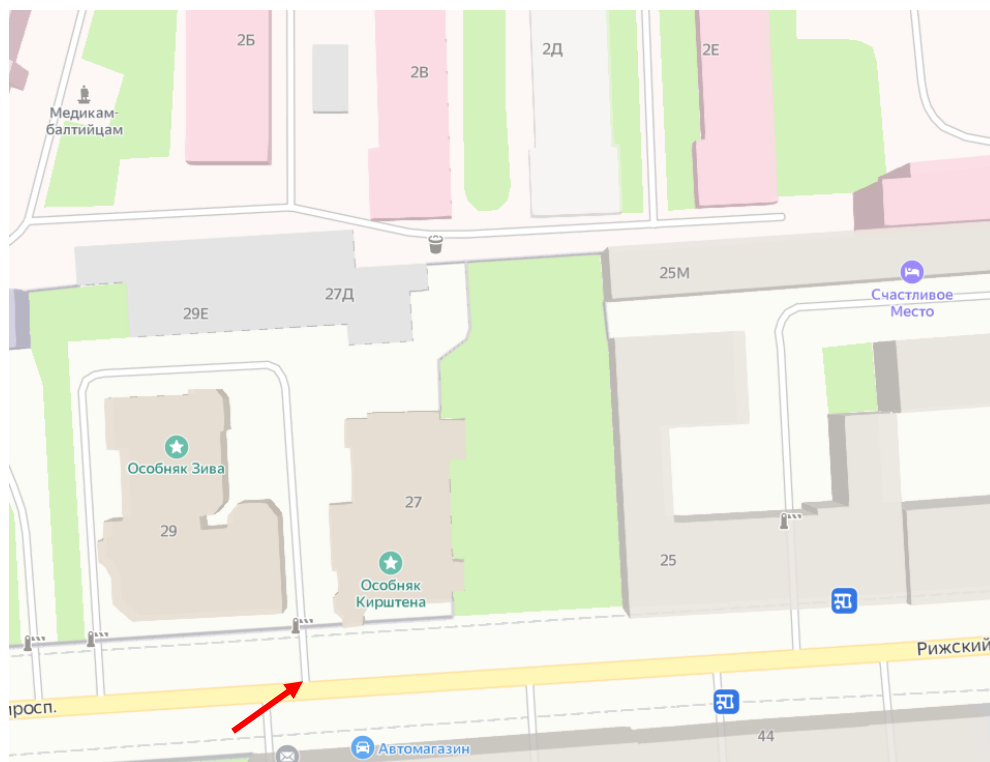 2Б
2В
2Д
2Е
Медикам-
балтийцам
25М
Счастливое
Место
27Д
29Е
Особняк Зива
27
29
25
Особняк
Кирштена
Рижский
просп.
44
Автомагазин